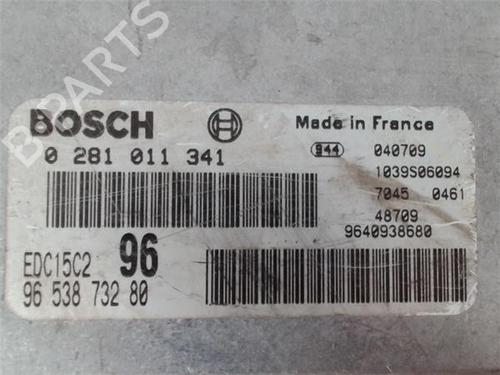 B-PARTS
BOSCH
Made in France
0 281 011 341
944 040709
1039S06094
7045 0461
48709
9640938680
EDC15C2 96
96 538 732 80